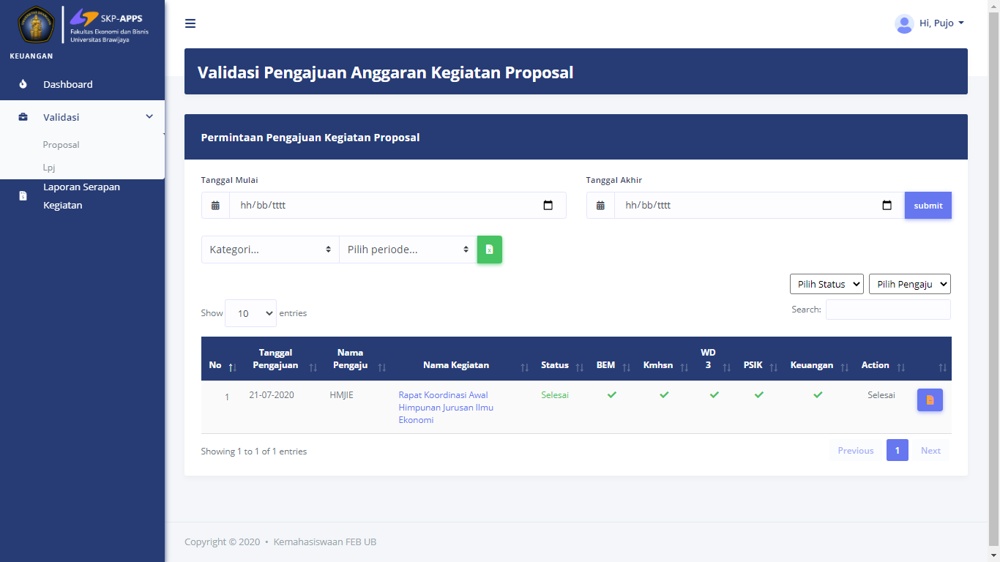 SKP-APPS
Fakultas Ekonomi dan Bisnis
Universitas Brawijaya
KEUANGAN
Dashboard
Validasi
Proposal
Lpj
Laporan Serapan
Kegiatan
Hi, Pujo
Validasi Pengajuan Anggaran Kegiatan Proposal
Permintaan Pengajuan Kegiatan Proposal
Tanggal Mulai
hh/bb/tttt
Tanggal Akhir
hh/bb/tttt
submit
Kategori...
Pilih periode...
Pilih Status
Pilih Pengaju
Show 10 entries
Search:
No
Tanggal
Pengajuan
Nama
Pengaju
Nama Kegiatan
Status
BEM
Kmhsn
WD
3
PSIK
Keuangan
Action
1
21-07-2020
HMJIE
Rapat Koordinasi Awal
Himpunan Jurusan Ilmu
Ekonomi
Selesai
Selesai
Showing 1 to 1 of 1 entries
Previous 1 Next
Copyright © 2020 • Kemahasiswaan FEB UB